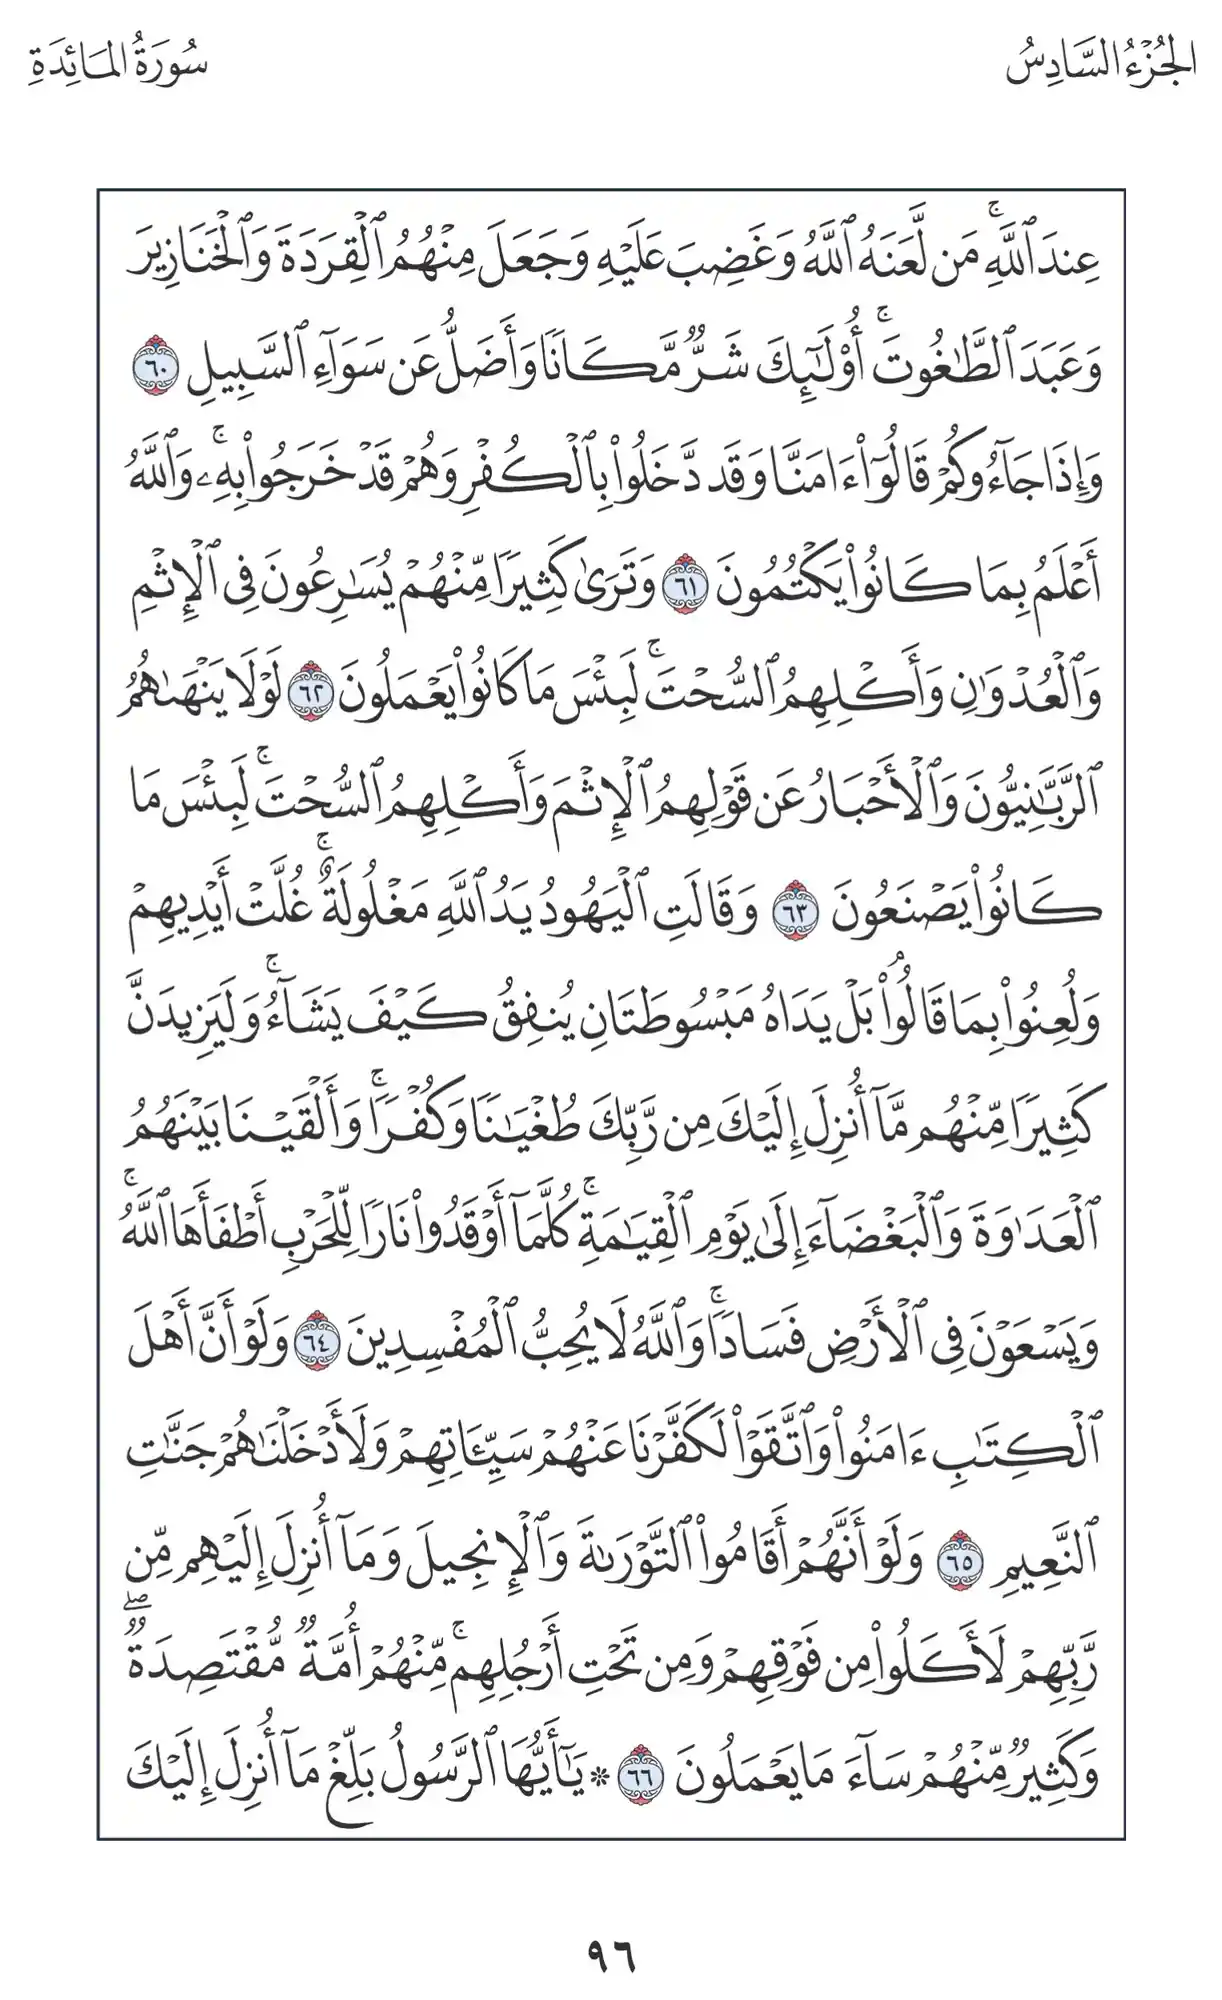 الجُزْءُ السَّادِسُ
سُورَةُ المَائِدَةِ
عِندَ ٱللَّهِۚ مَن لَّعَنَهُ ٱللَّهُ وَغَضِبَ عَلَيْهِ وَجَعَلَ مِنْهُمُ ٱلْقِرَدَةَ وَٱلْخَنَازِيرَ
وَعَبَدَ ٱلطَّٰغُوتَۚ أُوْلَٰٓئِكَ شَرٌّ مَّكَانًا وَأَضَلُّ عَن سَوَآءِ ٱلسَّبِيلِ ٦٠
وَإِذَا جَآءُوكُمْ قَالُوٓاْ ءَامَنَّا وَقَد دَّخَلُواْ بِٱلْكُفْرِ وَهُمْ قَدْ خَرَجُواْ بِهِۦۚ وَٱللَّهُ
أَعْلَمُ بِمَا كَانُواْ يَكْتُمُونَ ٦١ وَتَرَىٰ كَثِيرًا مِّنْهُمْ يُسَٰرِعُونَ فِى ٱلْإِثْمِ
وَٱلْعُدْوَٰنِ وَأَكْلِهِمُ ٱلسُّحْتَۚ لَبِئْسَ مَا كَانُواْ يَعْمَلُونَ ٦٢ لَوْلَا يَنْهَىٰهُمُ
ٱلرَّبَّٰنِيُّونَ وَٱلْأَحْبَارُ عَن قَوْلِهِمُ ٱلْإِثْمَ وَأَكْلِهِمُ ٱلسُّحْتَۚ لَبِئْسَ مَا
كَانُواْ يَصْنَعُونَ ٦٣ وَقَالَتِ ٱلْيَهُودُ يَدُ ٱللَّهِ مَغْلُولَةٌۚ غُلَّتْ أَيْدِيهِمْ
وَلُعِنُواْ بِمَا قَالُواْۘ بَلْ يَدَاهُ مَبْسُوطَتَانِ يُنفِقُ كَيْفَ يَشَآءُۚ وَلَيَزِيدَنَّ
كَثِيرًا مِّنْهُم مَّآ أُنزِلَ إِلَيْكَ مِن رَّبِّكَ طُغْيَٰنًا وَكُفْرًاۚ وَأَلْقَيْنَا بَيْنَهُمُ
ٱلْعَدَٰوَةَ وَٱلْبَغْضَآءَ إِلَىٰ يَوْمِ ٱلْقِيَٰمَةِۚ كُلَّمَآ أَوْقَدُواْ نَارًا لِّلْحَرْبِ أَطْفَأَهَا ٱللَّهُۚ
وَيَسْعَوْنَ فِى ٱلْأَرْضِ فَسَادًاۚ وَٱللَّهُ لَا يُحِبُّ ٱلْمُفْسِدِينَ ٦٤ وَلَوْ أَنَّ أَهْلَ
ٱلْكِتَٰبِ ءَامَنُواْ وَٱتَّقَوْاْ لَكَفَّرْنَا عَنْهُمْ سَيِّـَٔاتِهِمْ وَلَأَدْخَلْنَٰهُمْ جَنَّٰتِ
ٱلنَّعِيمِ ٦٥ وَلَوْ أَنَّهُمْ أَقَامُواْ ٱلتَّوْرَىٰةَ وَٱلْإِنجِيلَ وَمَآ أُنزِلَ إِلَيْهِم مِّن
رَّبِّهِمْ لَأَكَلُواْ مِن فَوْقِهِمْ وَمِن تَحْتِ أَرْجُلِهِمۚ مِّنْهُمْ أُمَّةٌ مُّقْتَصِدَةٌۖ
وَكَثِيرٌ مِّنْهُمْ سَآءَ مَا يَعْمَلُونَ ٦٦ * يَٰٓأَيُّهَا ٱلرَّسُولُ بَلِّغْ مَآ أُنزِلَ إِلَيْكَ
٩٦